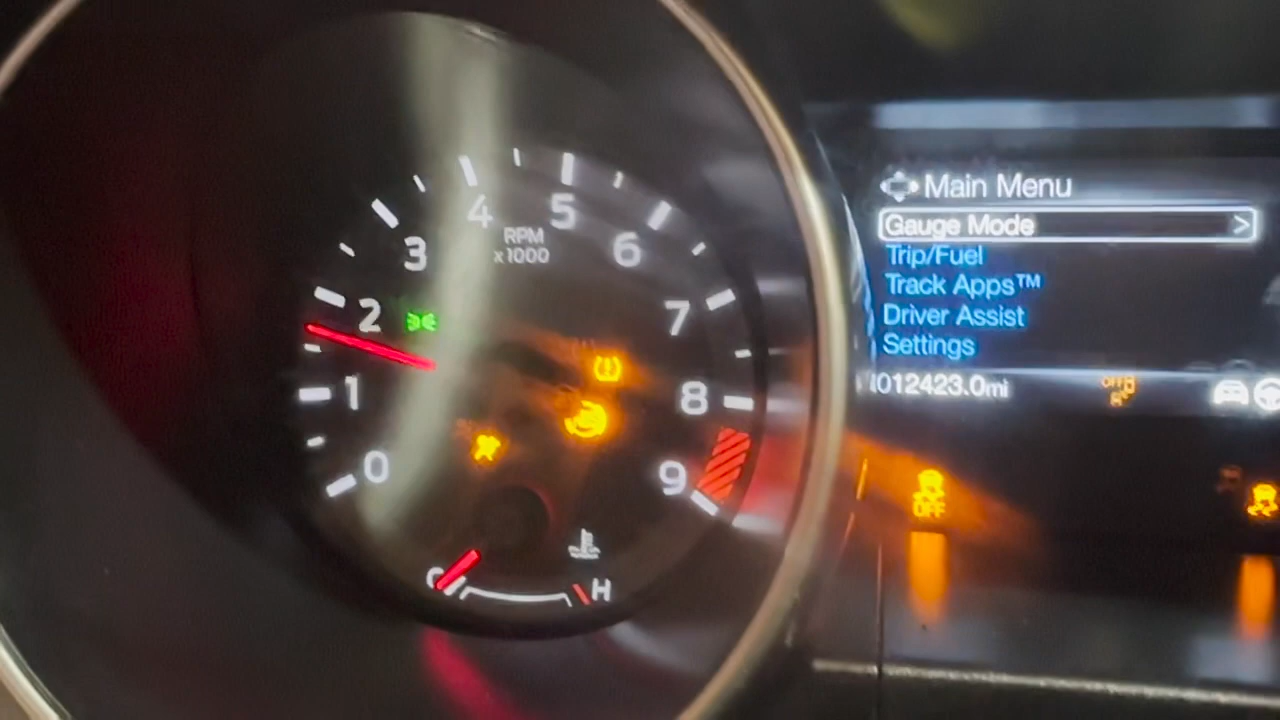 0
1
2
3
4
5
6
7
8
9
RPM
x1000
C
H
Main Menu
Gauge Mode >
Trip/Fuel
Track Apps™
Driver Assist
Settings
012423.0mi
OFF
OFF